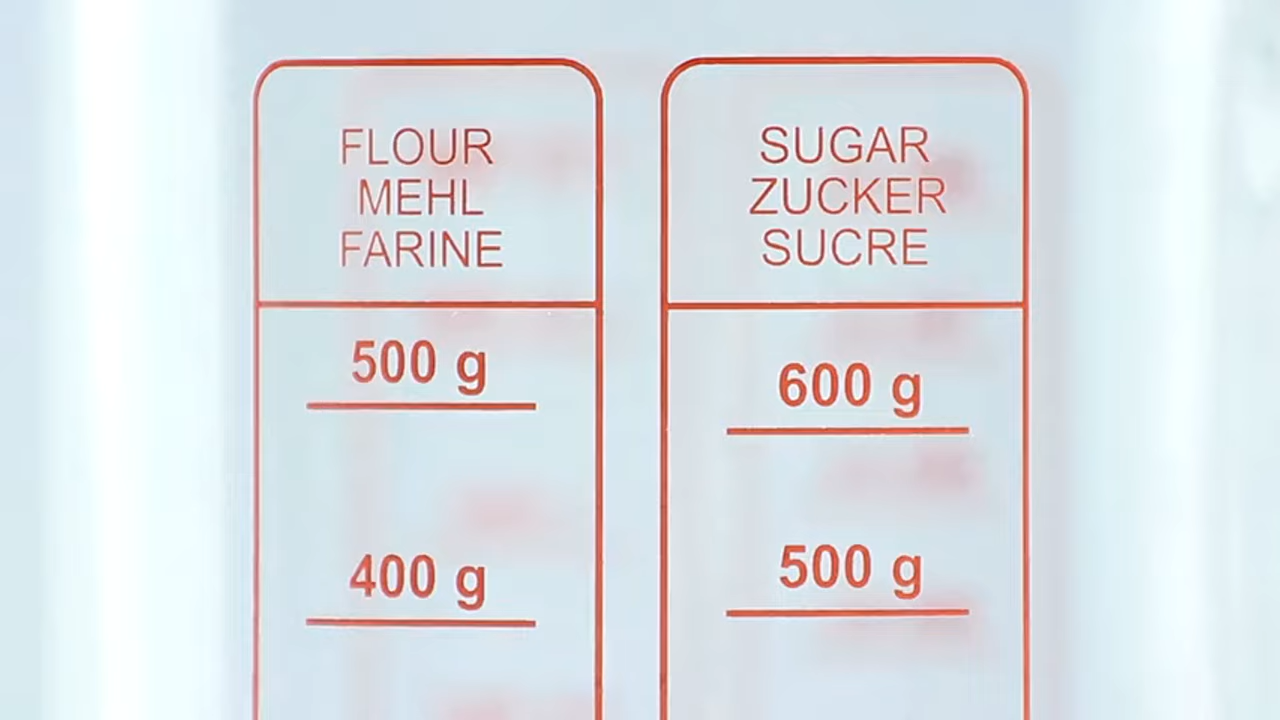 FLOUR
MEHL
FARINE
500 g
400 g
SUGAR
ZUCKER
SUCRE
600 g
500 g